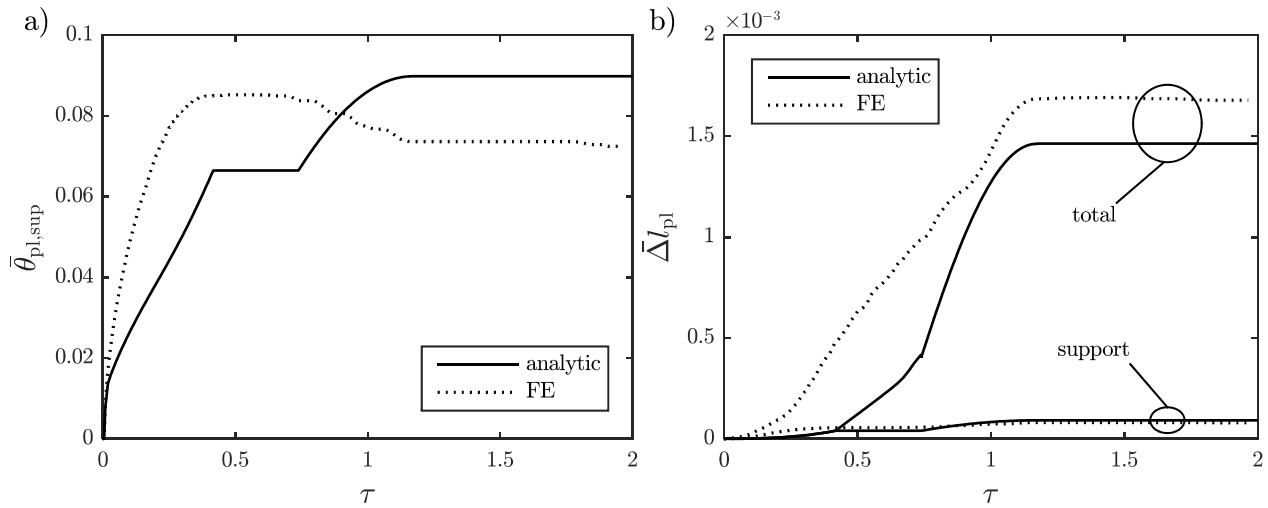 a)
0.1
0.08
0.06
0.04
0.02
0
θ̄pl,sup
analytic
FE
0 0.5 1 1.5 2
τ
b)
×10⁻³
2
1.5
1
0.5
0
Δ̄lpl
analytic
FE
total
support
0 0.5 1 1.5 2
τ